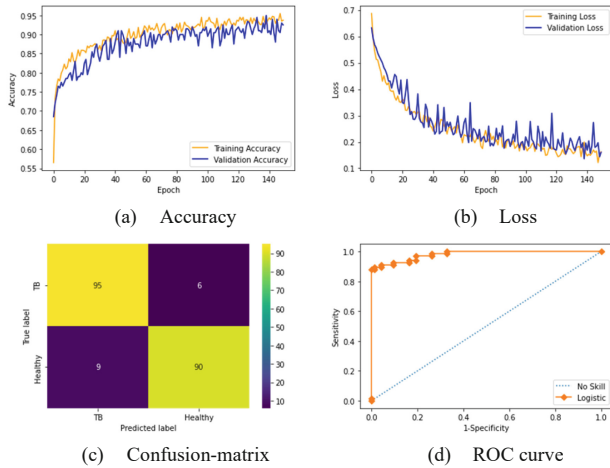 0.95
0.90
0.85
0.80
0.75
0.70
0.65
0.60
0.55
Accuracy
Training Accuracy
Validation Accuracy
0 20 40 60 80 100 120 140
Epoch
(a) Accuracy
0.7
0.6
0.5
0.4
0.3
0.2
0.1
Loss
Training Loss
Validation Loss
0 20 40 60 80 100 120 140
Epoch
(b) Loss
True label
TB
Healthy
95 6
9 90
TB Healthy
Predicted label
90
80
70
60
50
40
30
20
10
(c) Confusion-matrix
1.0
0.8
0.6
0.4
0.2
0.0
Sensitivity
No Skill
Logistic
0.0 0.2 0.4 0.6 0.8 1.0
1-Specificity
(d) ROC curve